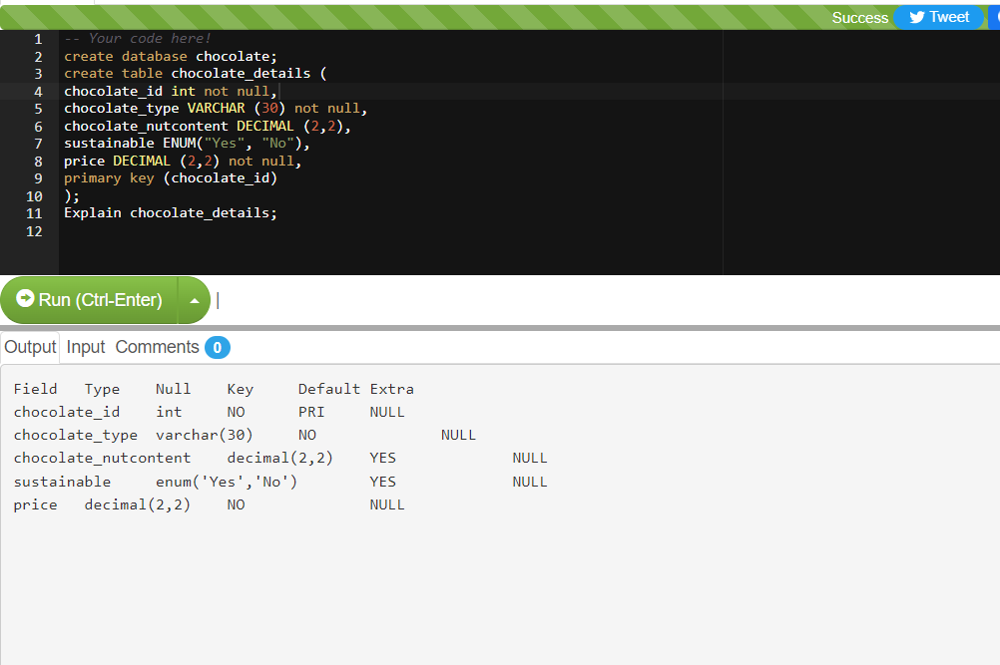 Success Tweet
1 -- Your code here!
2 create database chocolate;
3 create table chocolate_details (
4 chocolate_id int not null,
5 chocolate_type VARCHAR (30) not null,
6 chocolate_nutcontent DECIMAL (2,2),
7 sustainable ENUM("Yes", "No"),
8 price DECIMAL (2,2) not null,
9 primary key (chocolate_id)
10 );
11 Explain chocolate_details;
12
Run (Ctrl-Enter) |
Output Input Comments 0
Field Type Null Key Default Extra
chocolate_id int NO PRI NULL
chocolate_type varchar(30) NO NULL
chocolate_nutcontent decimal(2,2) YES NULL
sustainable enum('Yes','No') YES NULL
price decimal(2,2) NO NULL